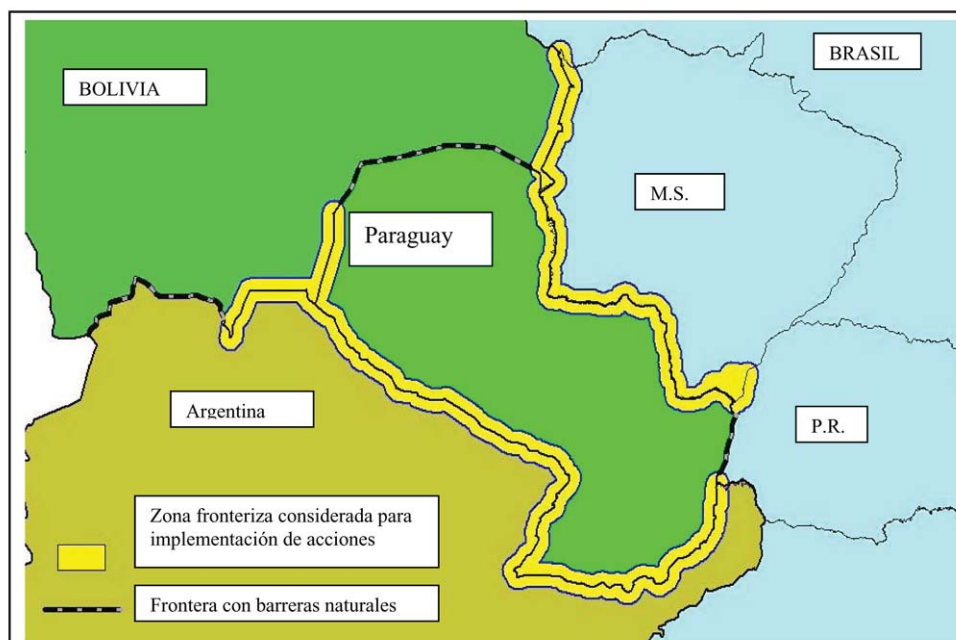 BRASIL
BOLIVIA
M.S.
Paraguay
Argentina
P.R.
Zona fronteriza considerada para
implementación de acciones
Frontera con barreras naturales